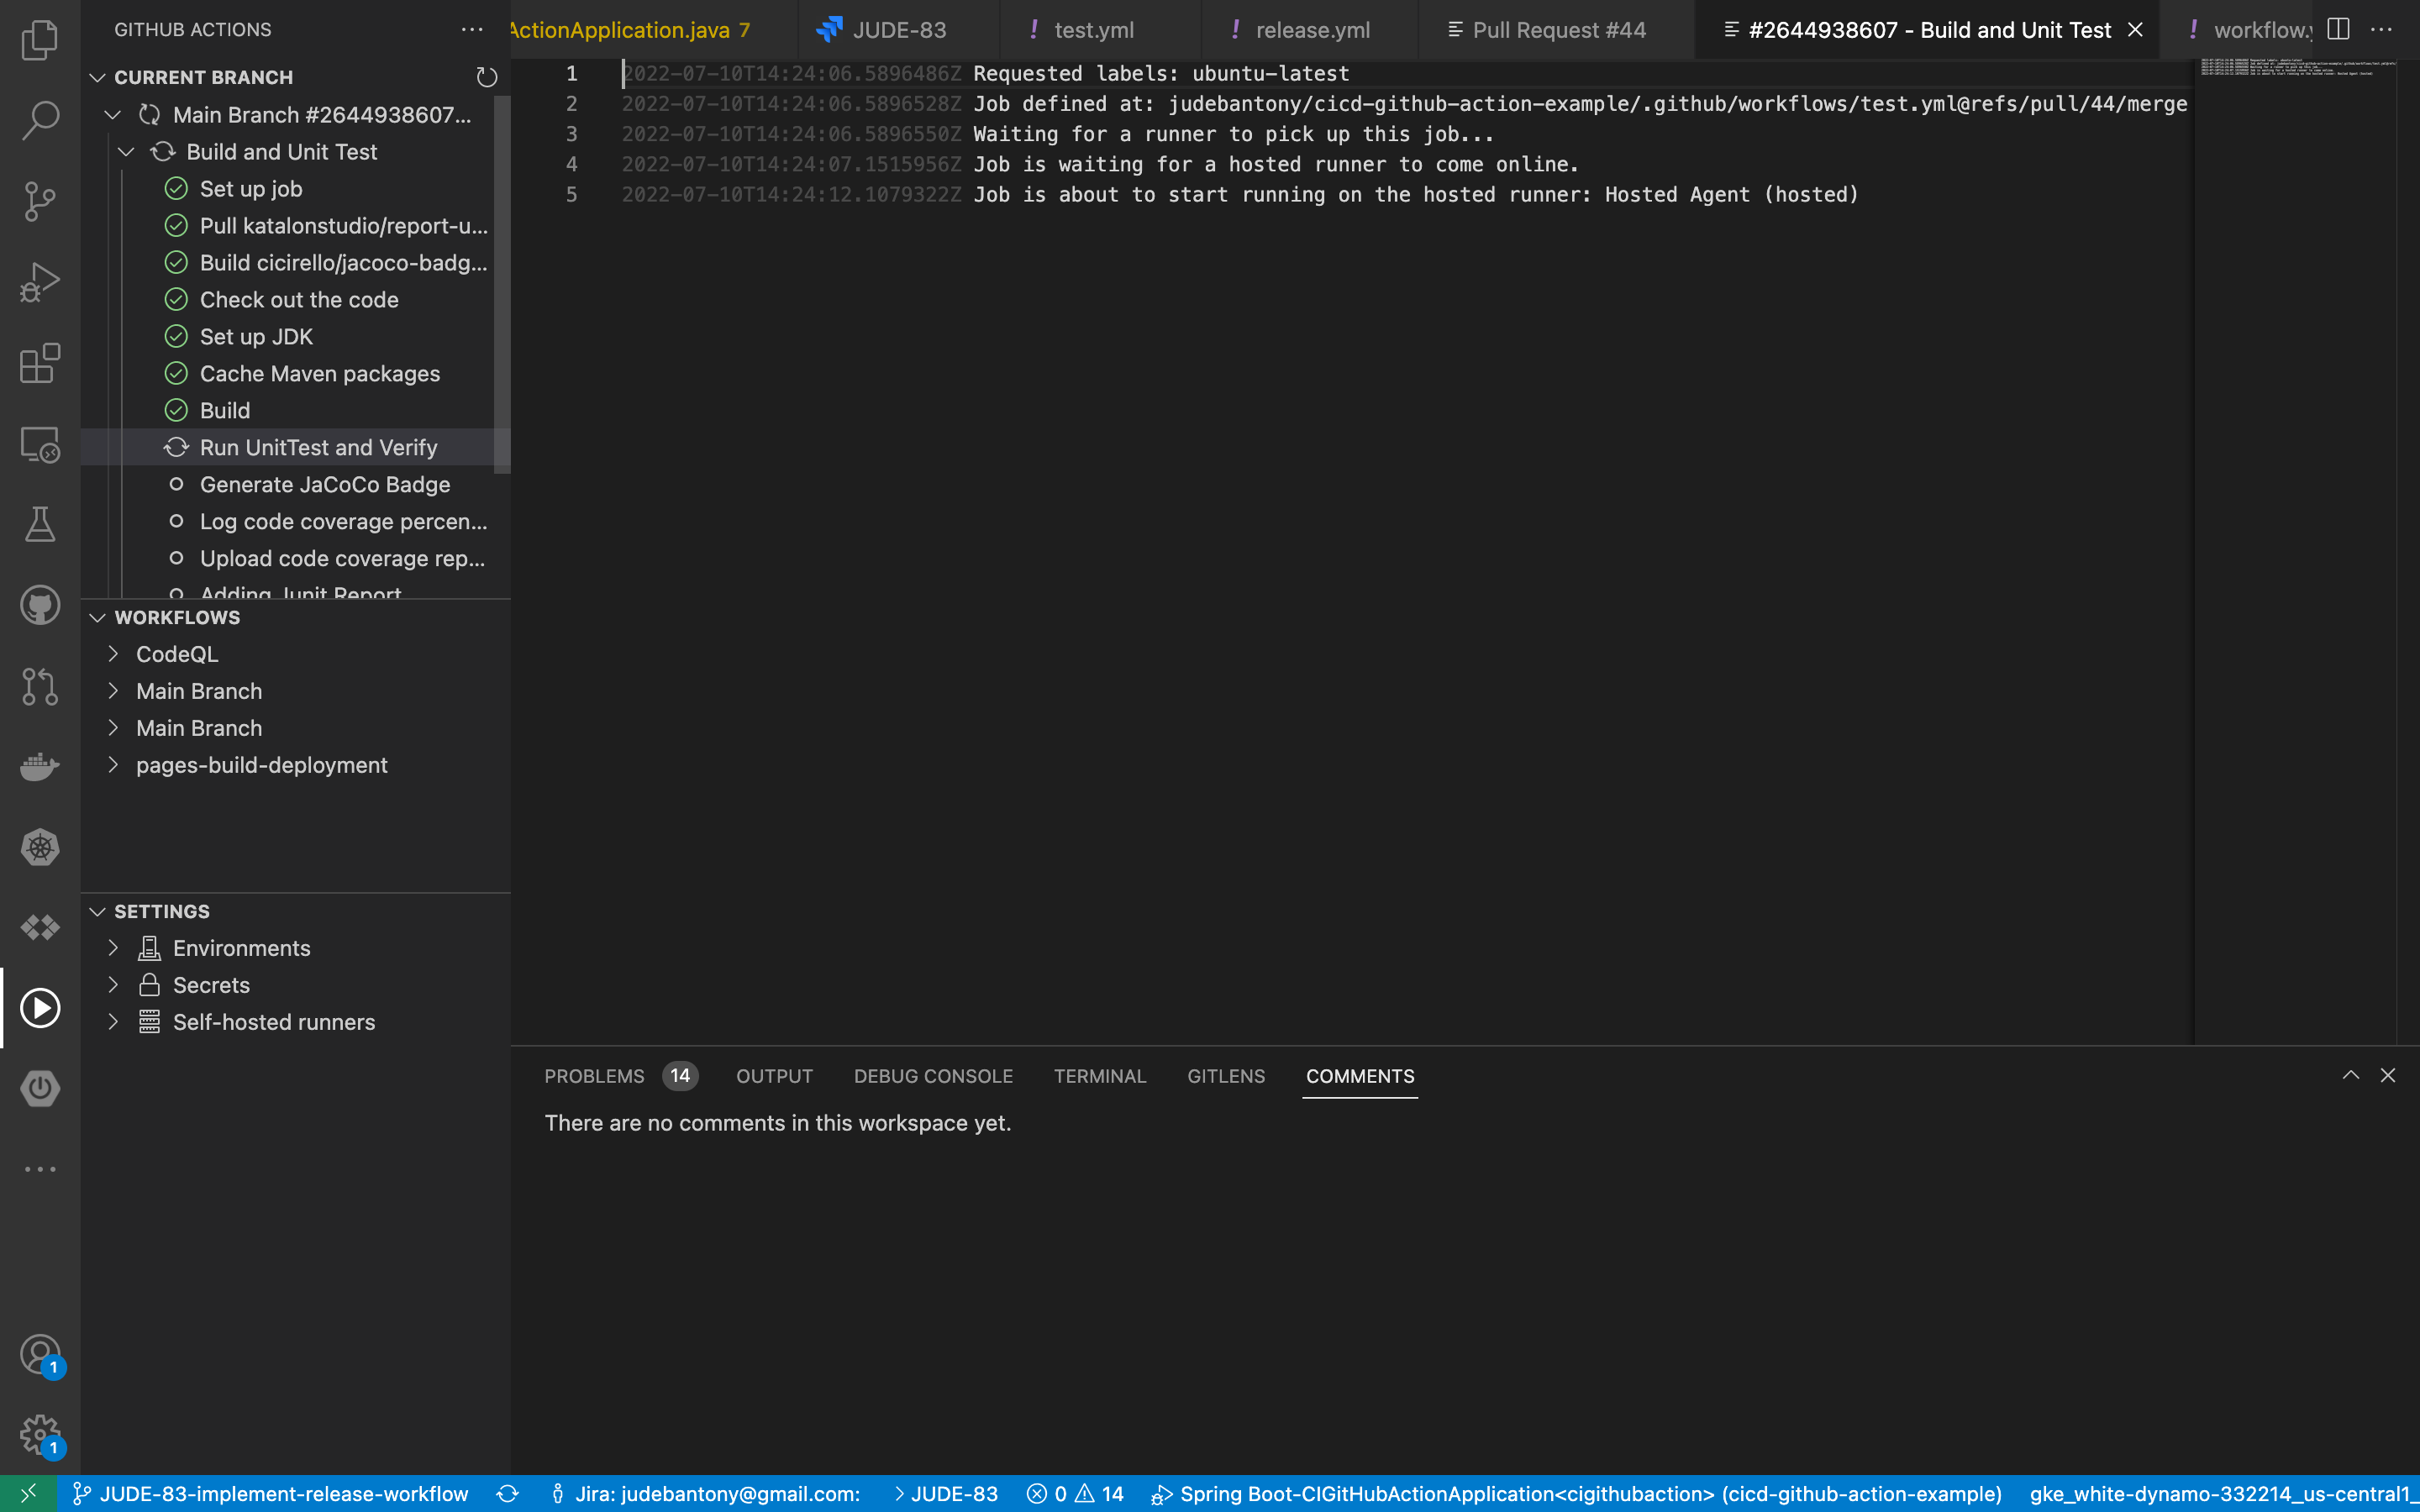 GITHUB ACTIONS
CURRENT BRANCH
Main Branch #2644938607...
Build and Unit Test
Set up job
Pull katalonstudio/report-u...
Build cicirello/jacoco-badg...
Check out the code
Set up JDK
Cache Maven packages
Build
Run UnitTest and Verify
Generate JaCoCo Badge
Log code coverage percen...
Upload code coverage rep...
Adding Junit Report
WORKFLOWS
CodeQL
Main Branch
Main Branch
pages-build-deployment
SETTINGS
Environments
Secrets
Self-hosted runners
1
1
ActionApplication.java 7
JUDE-83
! test.yml
! release.yml
Pull Request #44
#2644938607 - Build and Unit Test
! workflow.y
1 2022-07-10T14:24:06.5896486Z Requested labels: ubuntu-latest
2 2022-07-10T14:24:06.5896528Z Job defined at: judebantony/cicd-github-action-example/.github/workflows/test.yml@refs/pull/44/merge
3 2022-07-10T14:24:06.5896550Z Waiting for a runner to pick up this job...
4 2022-07-10T14:24:07.1515956Z Job is waiting for a hosted runner to come online.
5 2022-07-10T14:24:12.1079322Z Job is about to start running on the hosted runner: Hosted Agent (hosted)
PROBLEMS 14 OUTPUT DEBUG CONSOLE TERMINAL GITLENS COMMENTS
There are no comments in this workspace yet.
JUDE-83-implement-release-workflow Jira: judebantony@gmail.com: JUDE-83 0 14 Spring Boot-CIGitHubActionApplication<cigithubaction> (cicd-github-action-example) gke_white-dynamo-332214_us-central1_